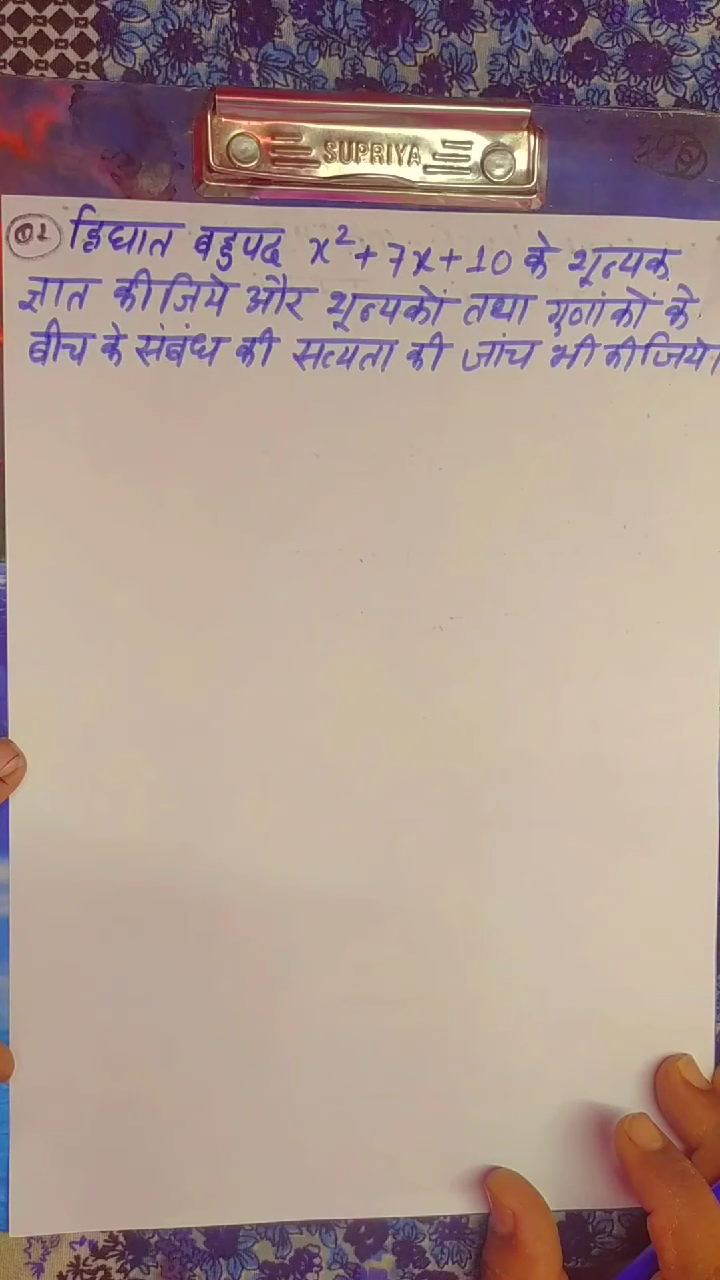 SUPRIYA
Q1 द्विघात बहुपद x² + 7x + 10 के शून्यक
ज्ञात कीजिये और शून्यकों तथा गुणांकों के
बीच के संबंध की सत्यता की जांच भी कीजिये।